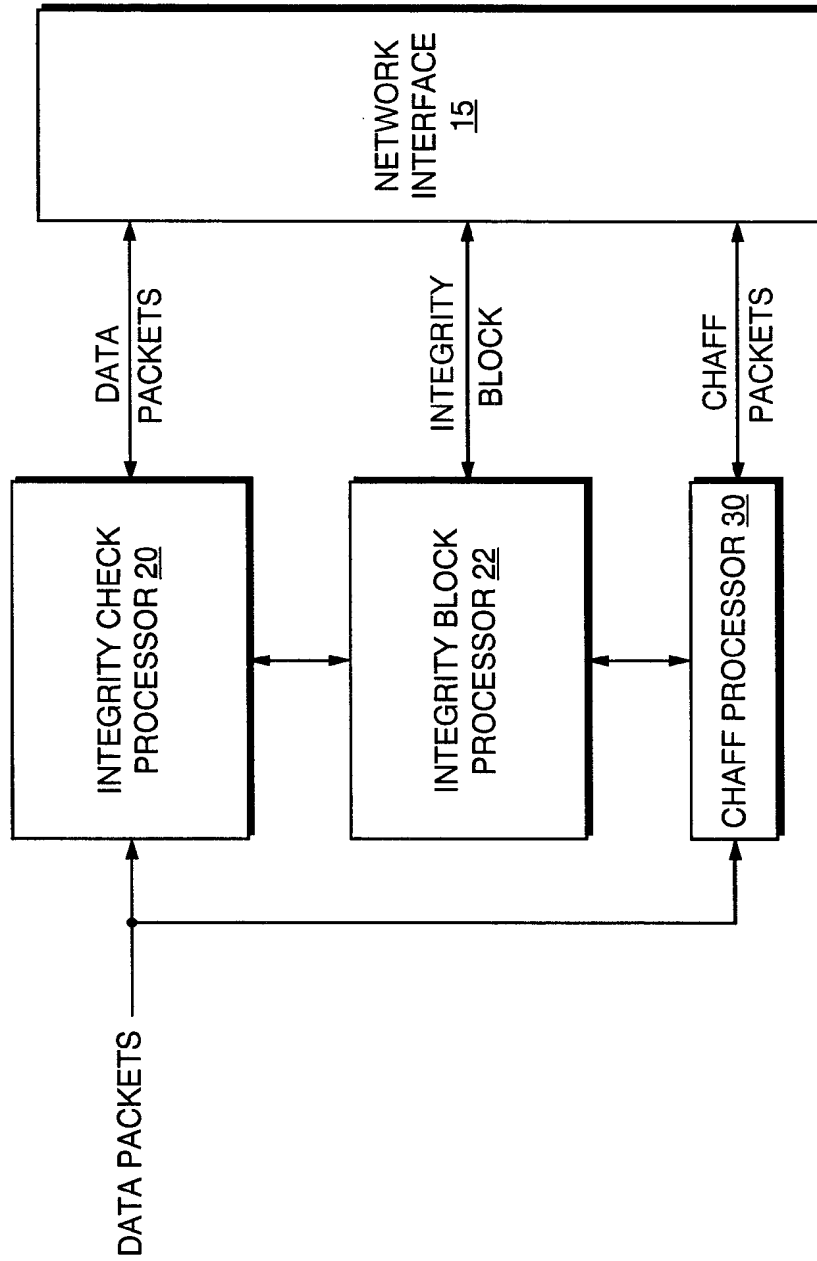 DATA PACKETS
INTEGRITY CHECK
PROCESSOR 20
INTEGRITY BLOCK
PROCESSOR 22
CHAFF PROCESSOR 30
DATA
PACKETS
INTEGRITY
BLOCK
CHAFF
PACKETS
NETWORK
INTERFACE
15